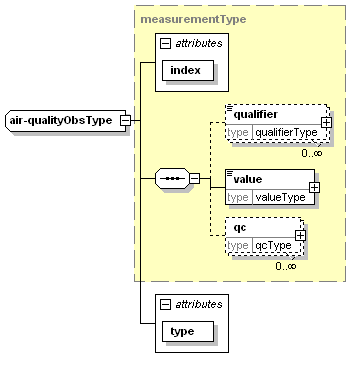 measurementType
attributes
index
air-qualityObsType
qualifier
type qualifierType
0..∞
value
type valueType
qc
type qcType
0..∞
attributes
type